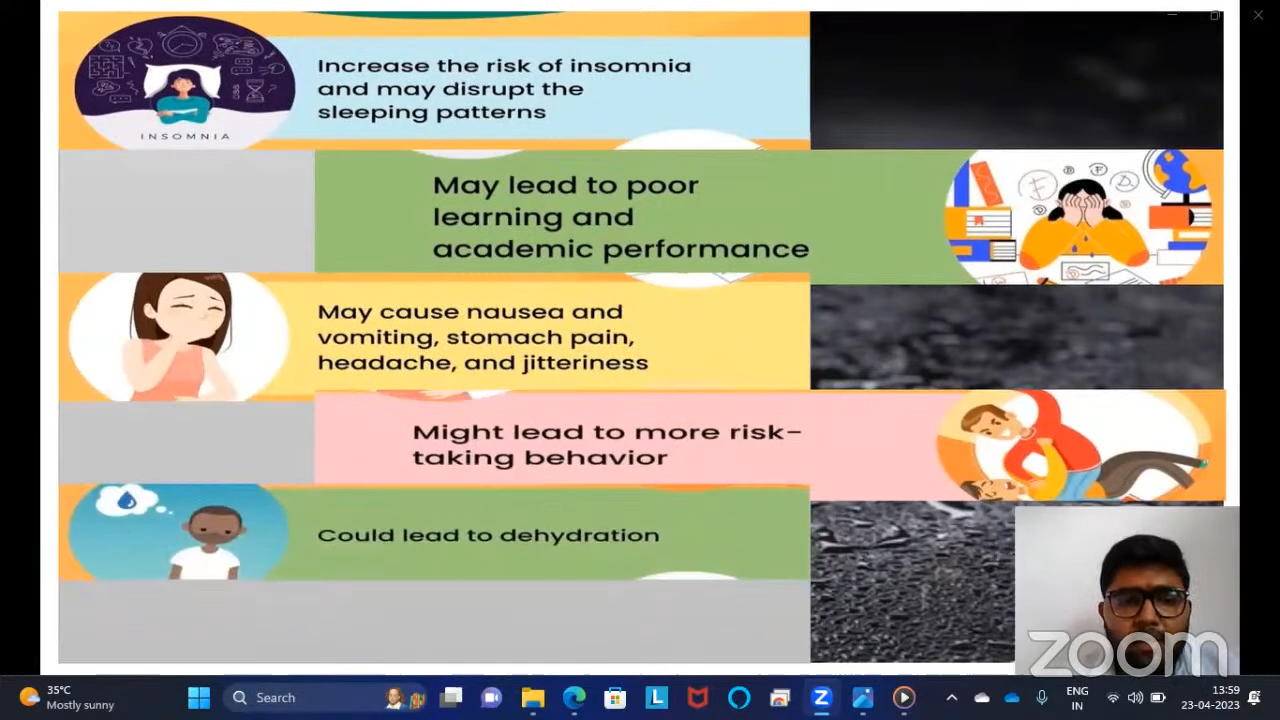 INSOMNIA
Increase the risk of insomnia
and may disrupt the
sleeping patterns
May lead to poor
learning and
academic performance
May cause nausea and
vomiting, stomach pain,
headache, and jitteriness
Might lead to more risk-
taking behavior
Could lead to dehydration
zoom
35°C
Mostly sunny
Search
ENG
IN
13:59
23-04-2023